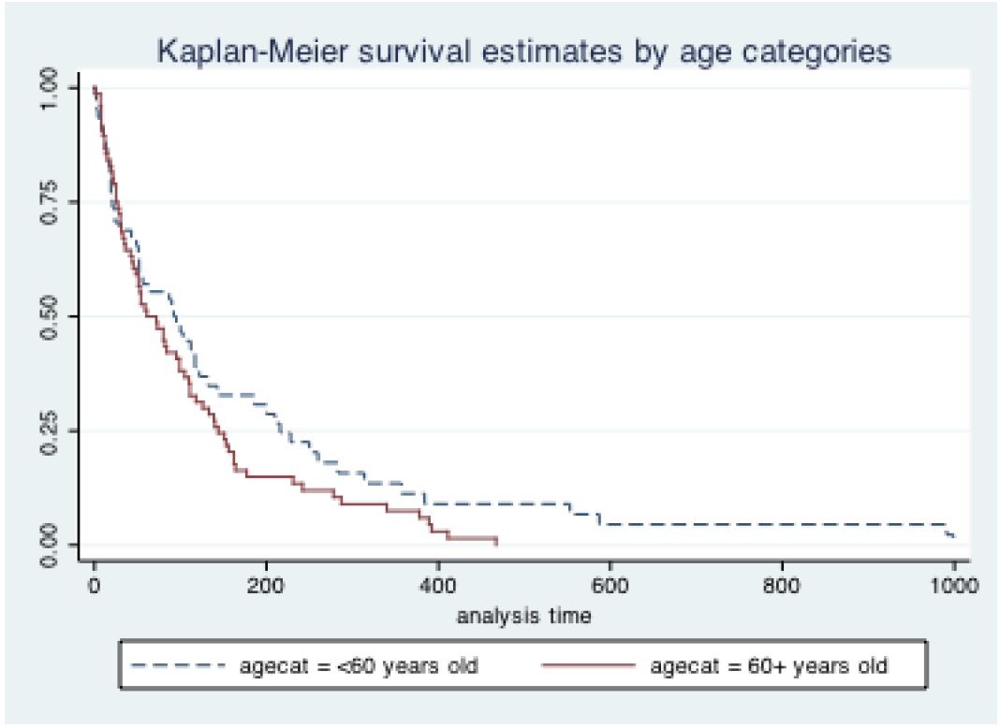 Kaplan-Meier survival estimates by age categories
1.00
0.75
0.50
0.25
0.00
0 200 400 600 800 1000
analysis time
agecat = <60 years old agecat = 60+ years old